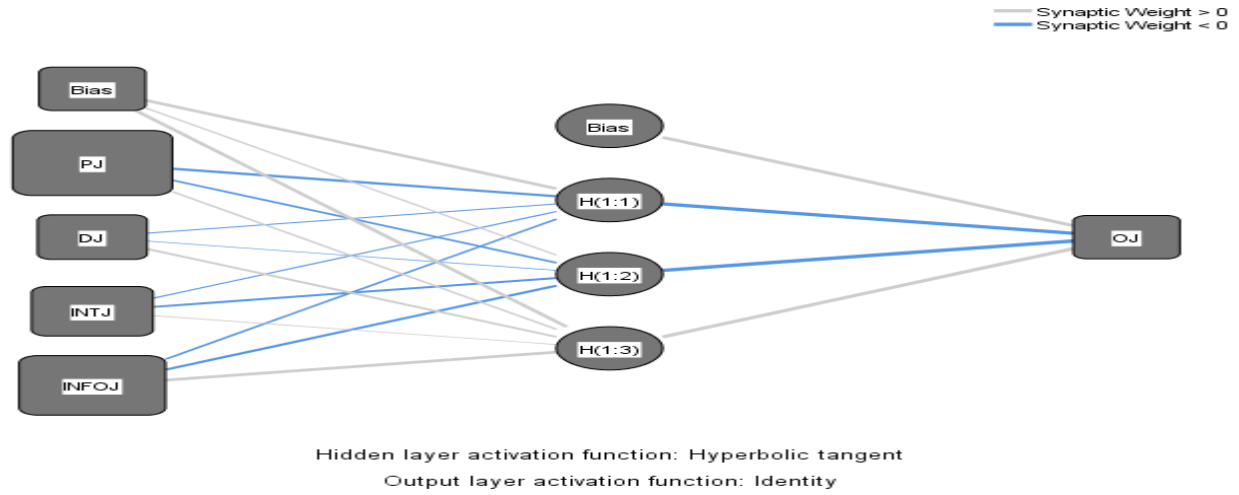 Synaptic Weight > 0
Synaptic Weight < 0
Bias
PJ
DJ
INTJ
INFOJ
Bias
H(1:1)
H(1:2)
H(1:3)
OJ
Hidden layer activation function: Hyperbolic tangent
Output layer activation function: Identity